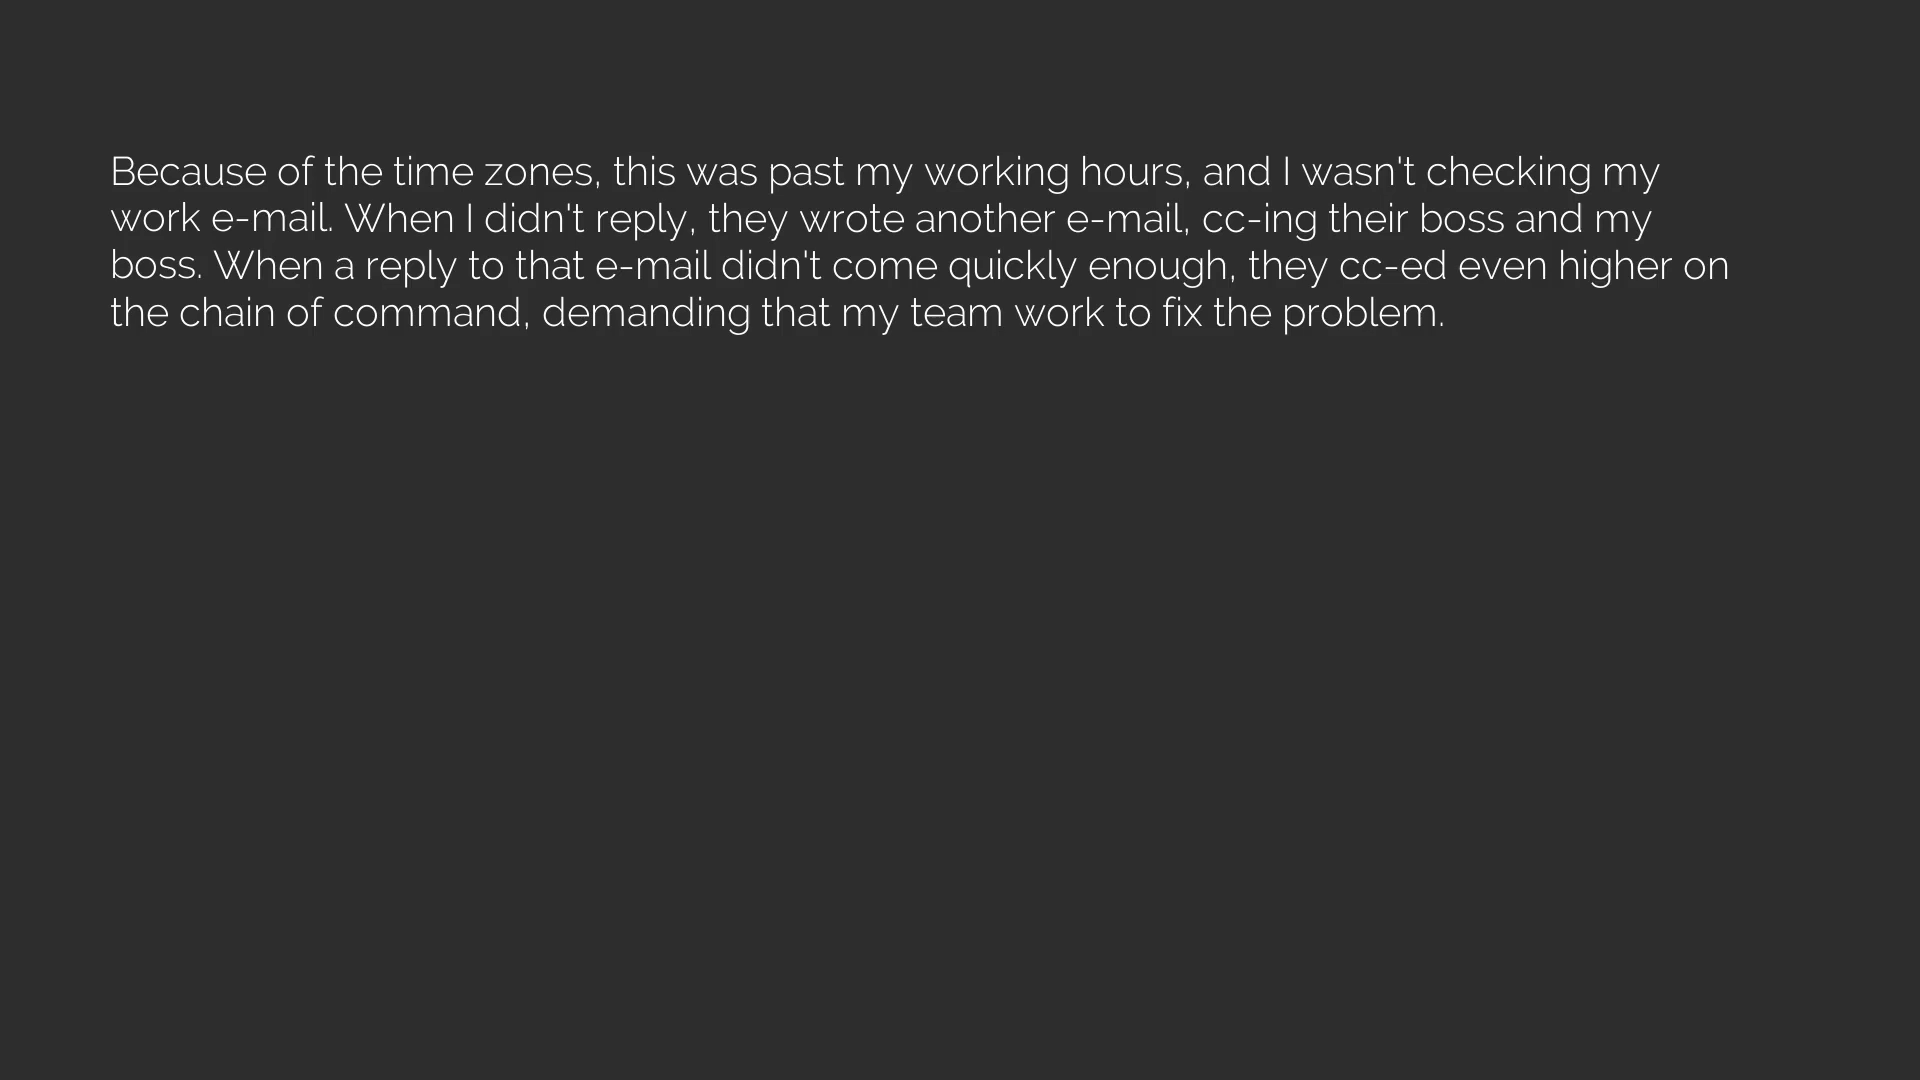 Because of the time zones, this was past my working hours, and I wasn't checking my
work e-mail. When I didn't reply, they wrote another e-mail, cc-ing their boss and my
boss. When a reply to that e-mail didn't come quickly enough, they cc-ed even higher on
the chain of command, demanding that my team work to fix the problem.